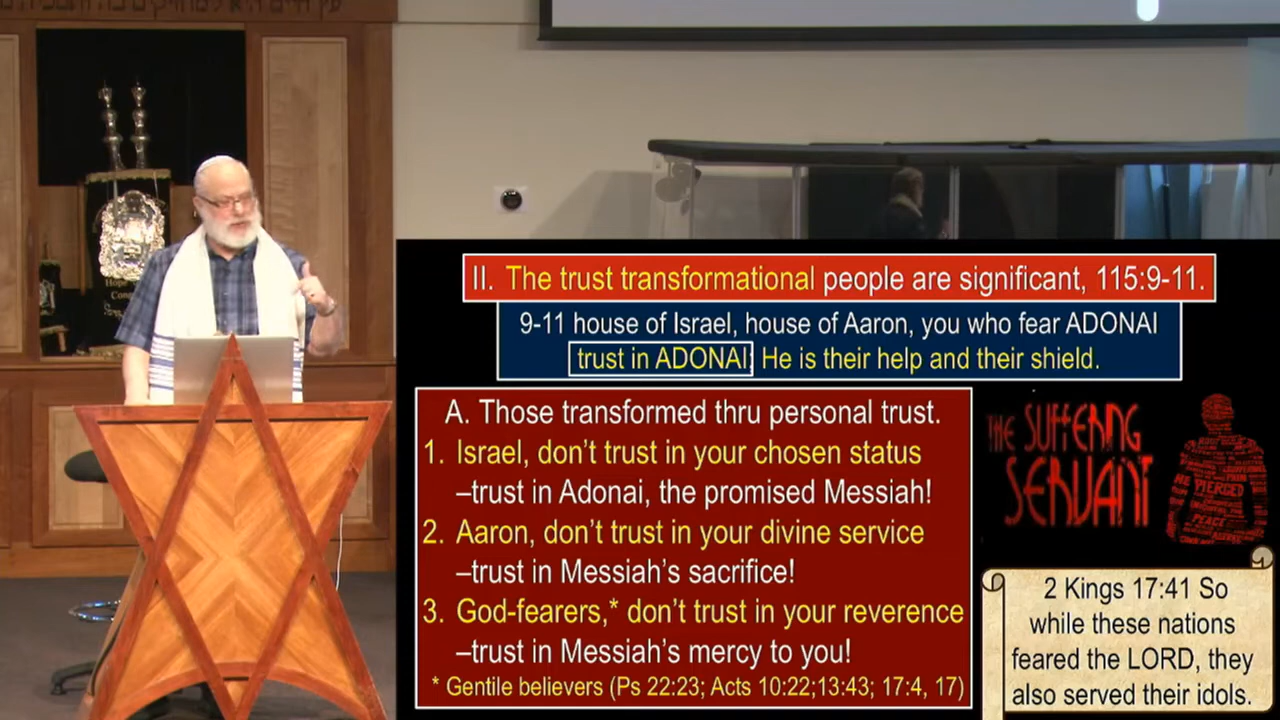 II. The trust transformational people are significant, 115:9-11.
9-11 house of Israel, house of Aaron, you who fear ADONAI
trust in ADONAI; He is their help and their shield.
A. Those transformed thru personal trust.
1. Israel, don't trust in your chosen status
–trust in Adonai, the promised Messiah!
2. Aaron, don't trust in your divine service
–trust in Messiah's sacrifice!
3. God-fearers,* don't trust in your reverence
–trust in Messiah's mercy to you!
* Gentile believers (Ps 22:23; Acts 10:22;13:43; 17:4, 17)
THE SUFFERING
SERVANT
HE PIERCED
PEACE
2 Kings 17:41 So
while these nations
feared the LORD, they
also served their idols.
Hope